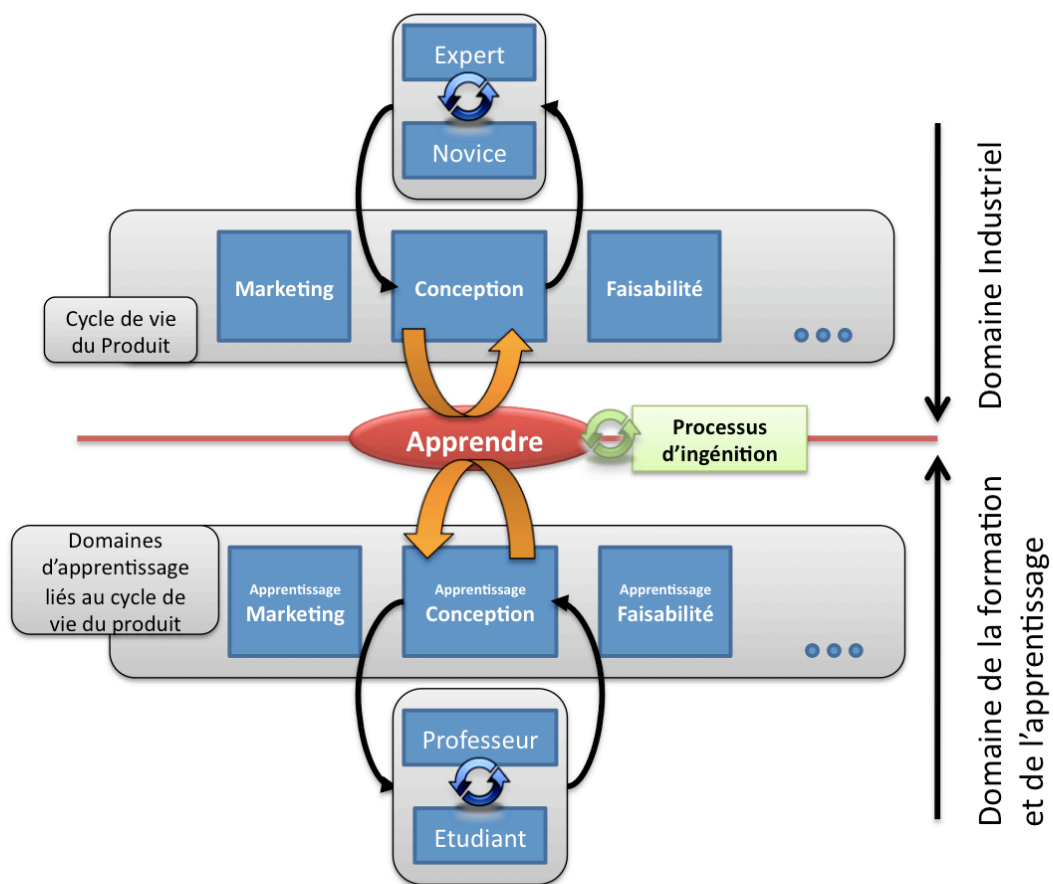 Expert
Novice
Marketing
Conception
Faisabilité
Cycle de vie
du Produit
Domaine Industriel
Apprendre
Processus
d'ingénition
Domaines
d'apprentissage
liés au cycle de
vie du produit
Apprentissage
Marketing
Apprentissage
Conception
Apprentissage
Faisabilité
Professeur
Etudiant
Domaine de la formation
et de l'apprentissage